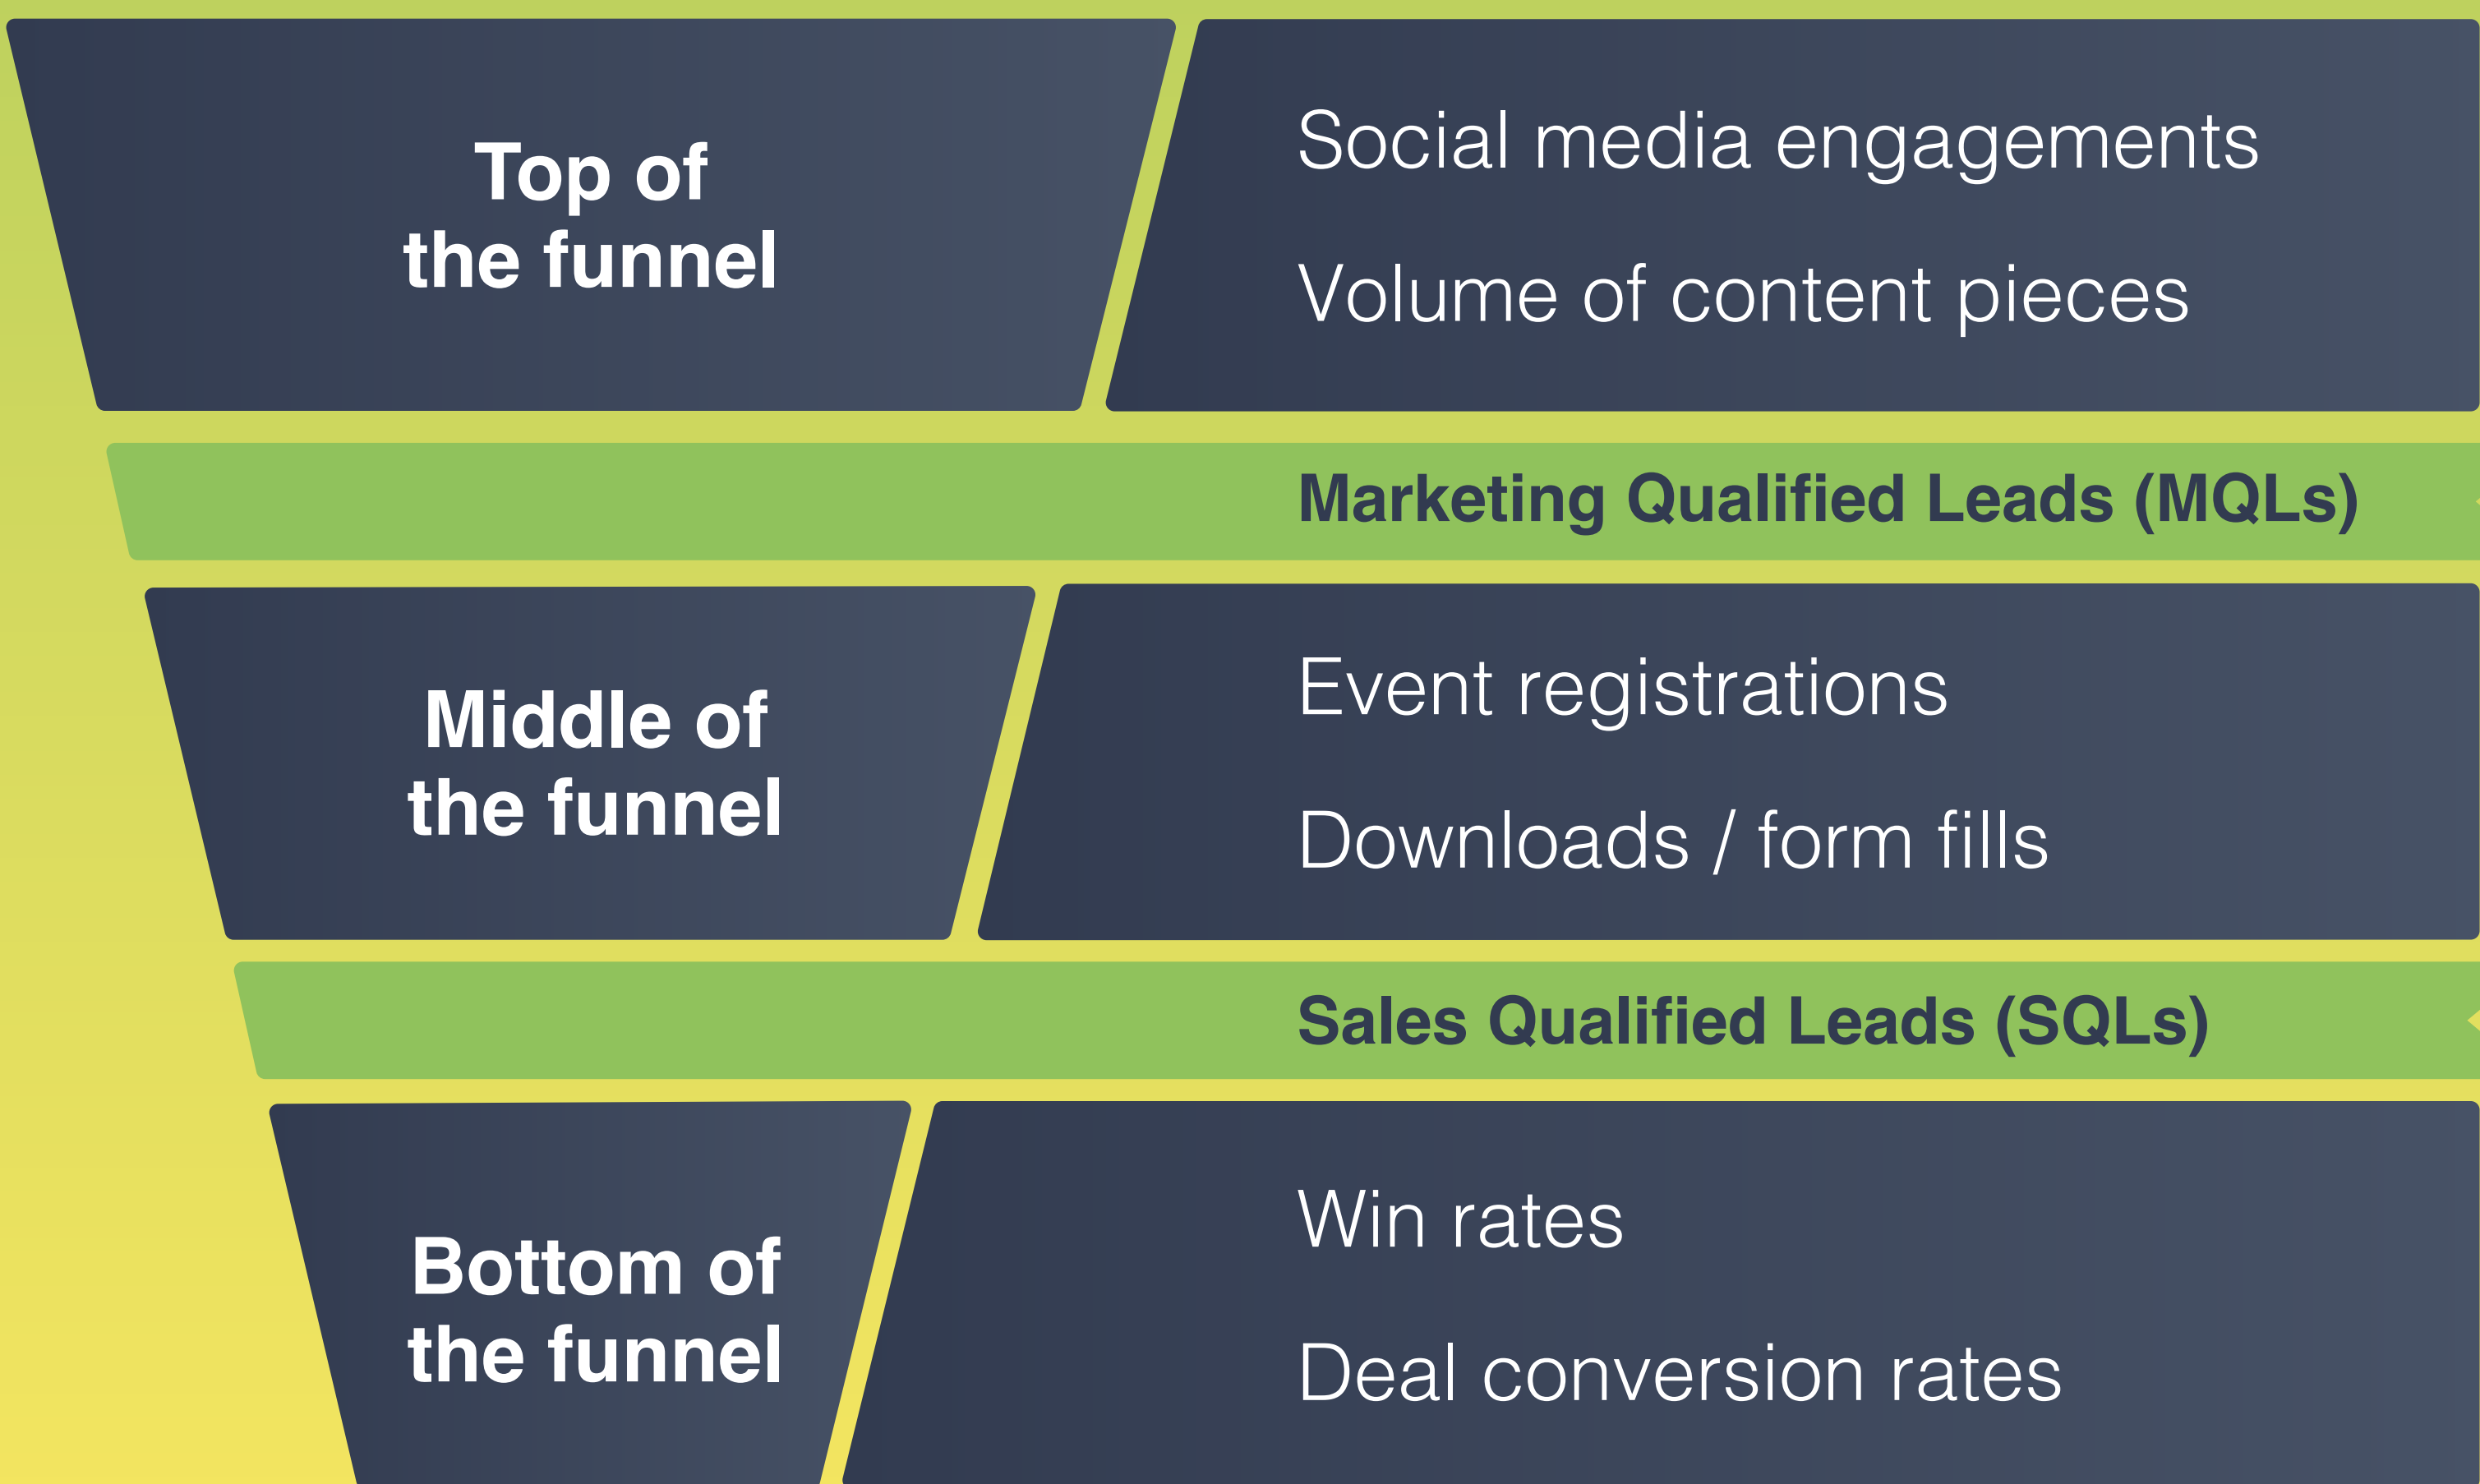 Top of
the funnel
Social media engagements
Volume of content pieces
Marketing Qualified Leads (MQLs)
Middle of
the funnel
Event registrations
Downloads / form fills
Sales Qualified Leads (SQLs)
Bottom of
the funnel
Win rates
Deal conversion rates